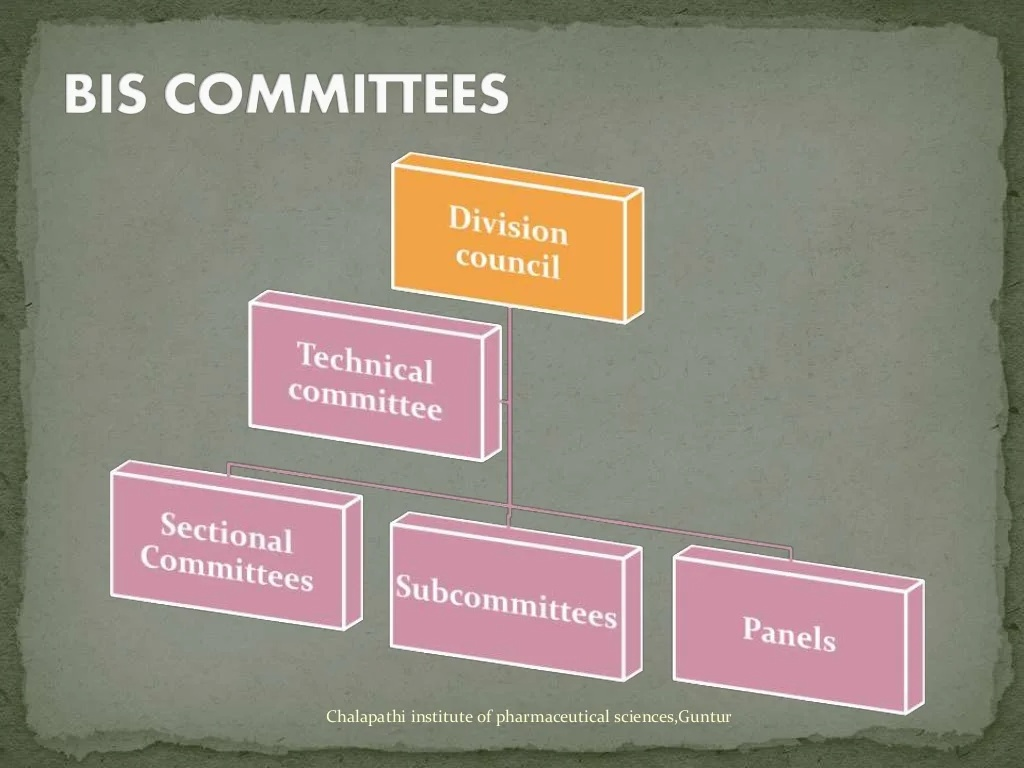 BIS COMMITTEES
Division
council
Technical
committee
Sectional
Committees
Subcommittees
Panels
Chalapathi institute of pharmaceutical sciences,Guntur